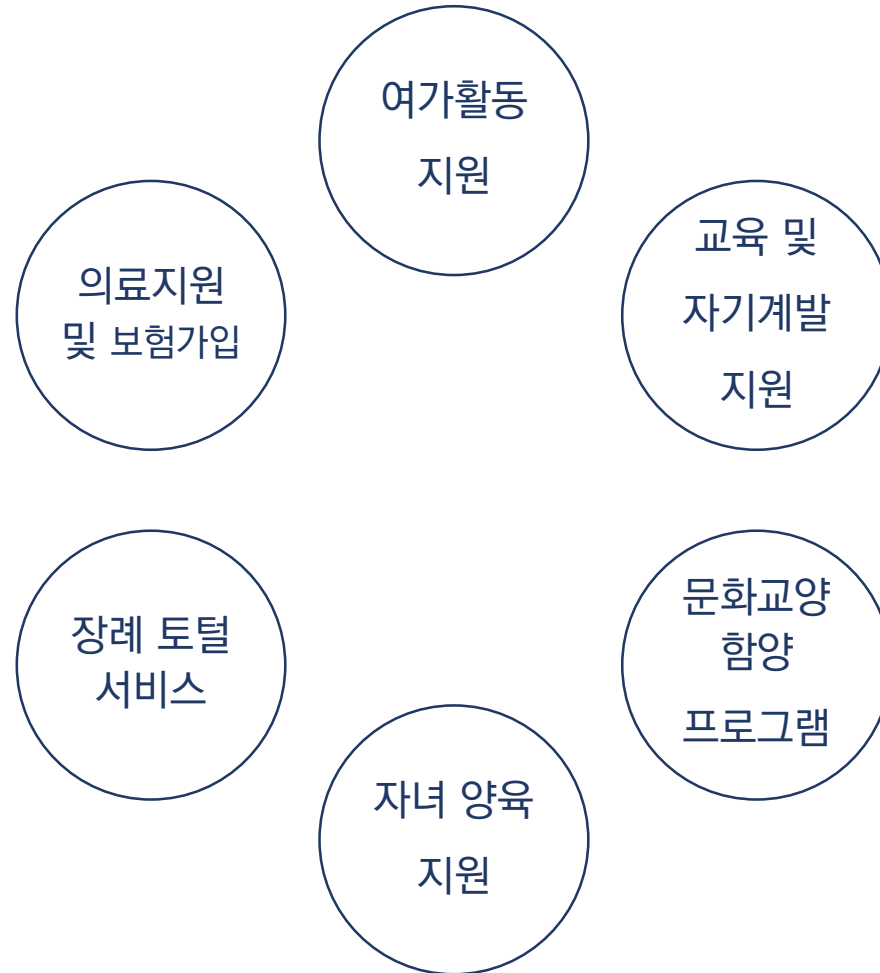 여가활동
지원
교육 및
자기계발
지원
문화교양
함양
프로그램
자녀 양육
지원
장례 토털
서비스
의료지원
및 보험가입